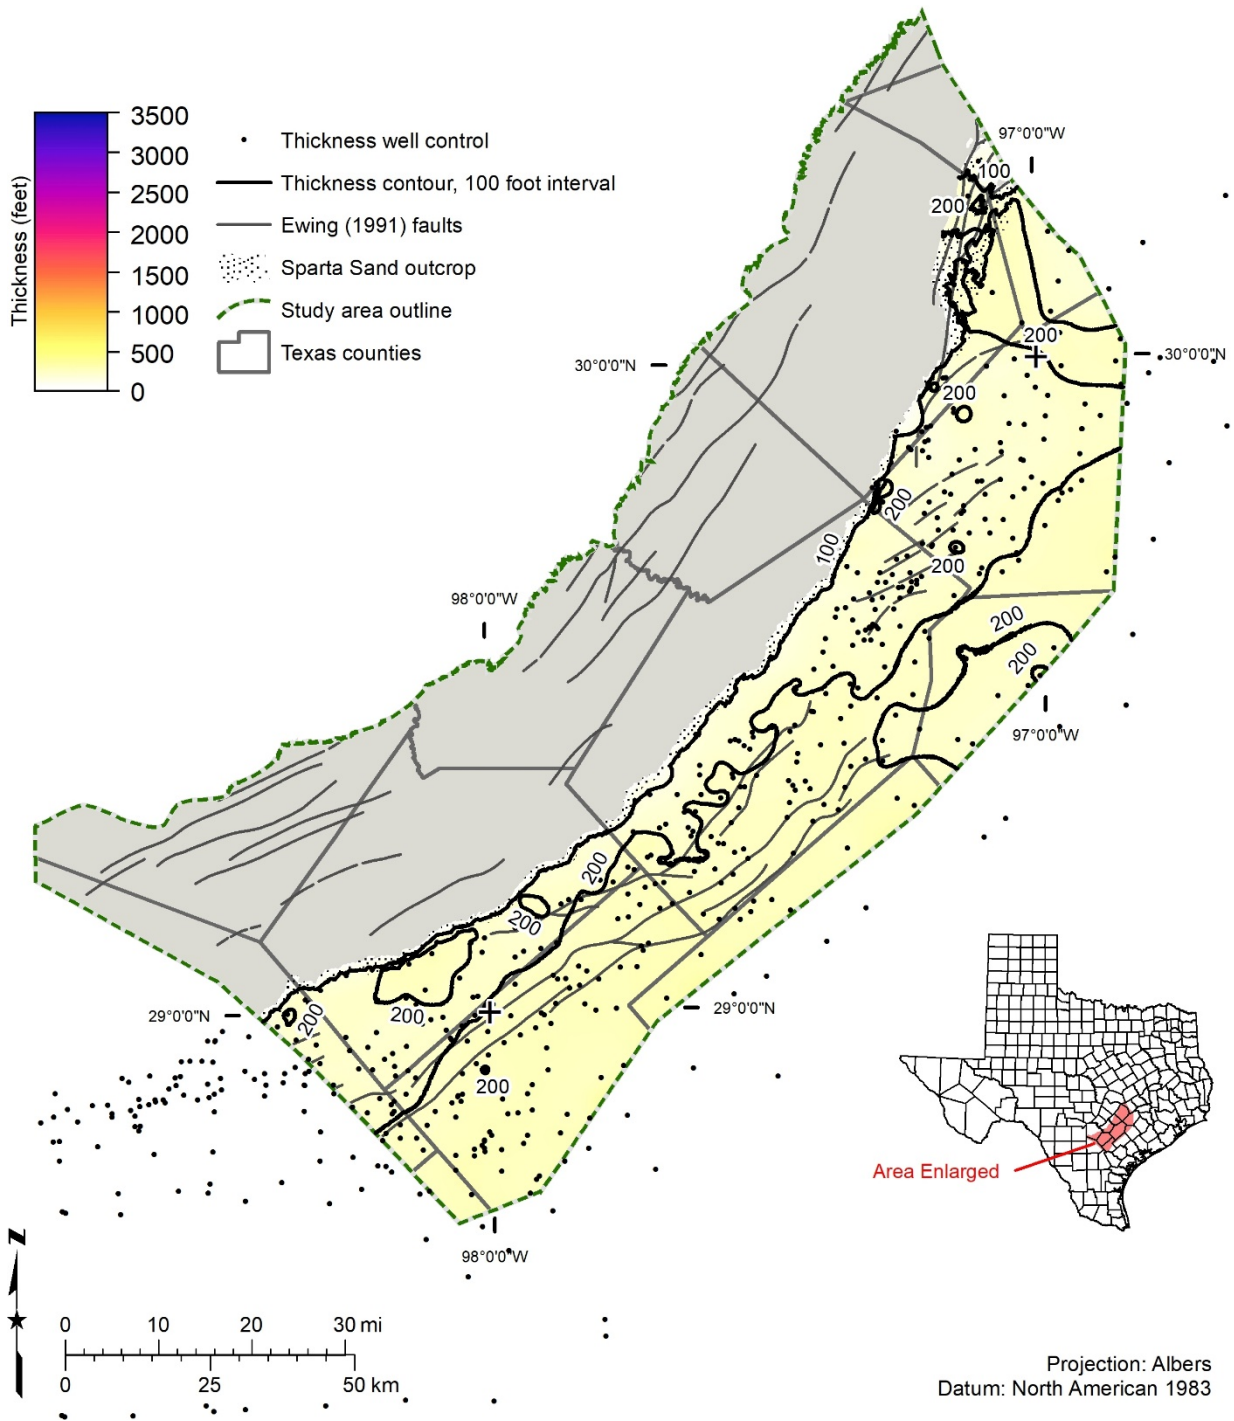 Thickness (feet)
3500
3000
2500
2000
1500
1000
500
0
Thickness well control
Thickness contour, 100 foot interval
Ewing (1991) faults
Sparta Sand outcrop
Study area outline
Texas counties
97°0'0"W
100
200
200
30°0'0"N
30°0'0"N
200
200
100
200
98°0'0"W
200
200
97°0'0"W
200
200
200
29°0'0"N
200
200
29°0'0"N
200
Area Enlarged
98°0'0"W
N
0 10 20 30 mi
0 25 50 km
Projection: Albers
Datum: North American 1983